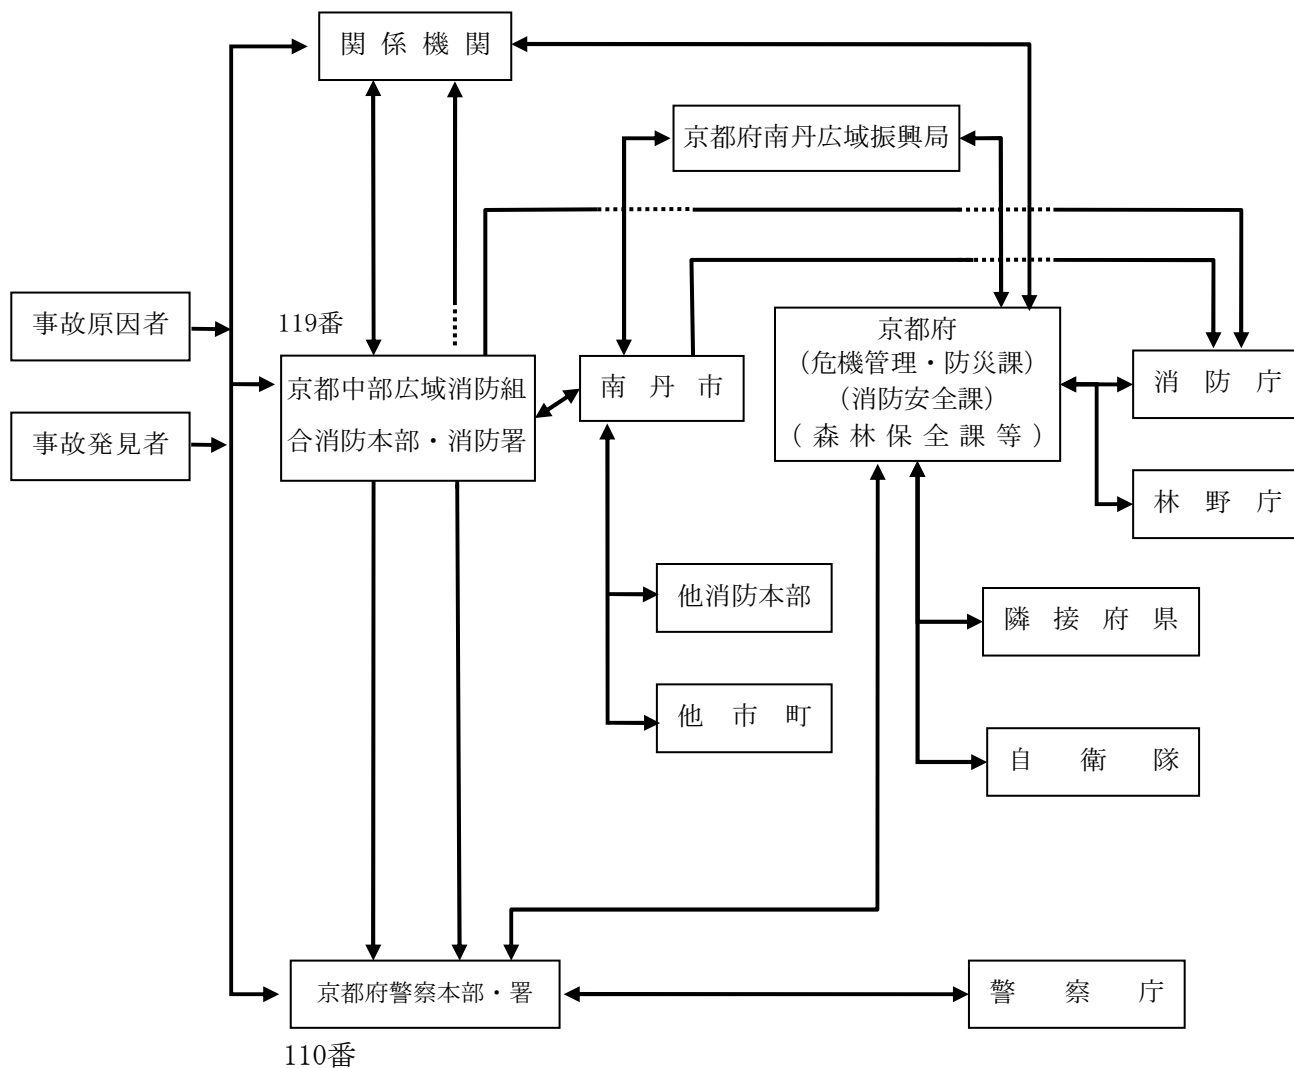 関係機関
京都府南丹広域振興局
事故原因者
119番
京都府
(危機管理・防災課)
(消防安全課)
(森林保全課等)
京都中部広域消防組
合消防本部・消防署
南丹市
消防庁
事故発見者
林野庁
他消防本部
隣接府県
他市町
自衛隊
京都府警察本部・署
警察庁
110番